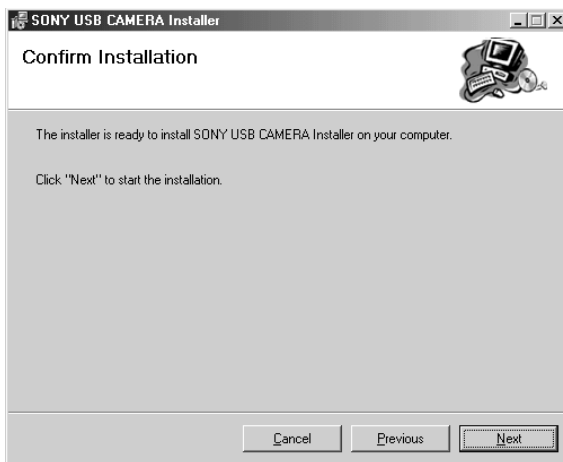 SONY USB CAMERA Installer
Confirm Installation
The installer is ready to install SONY USB CAMERA Installer on your computer.
Click "Next" to start the installation.
Cancel Previous Next